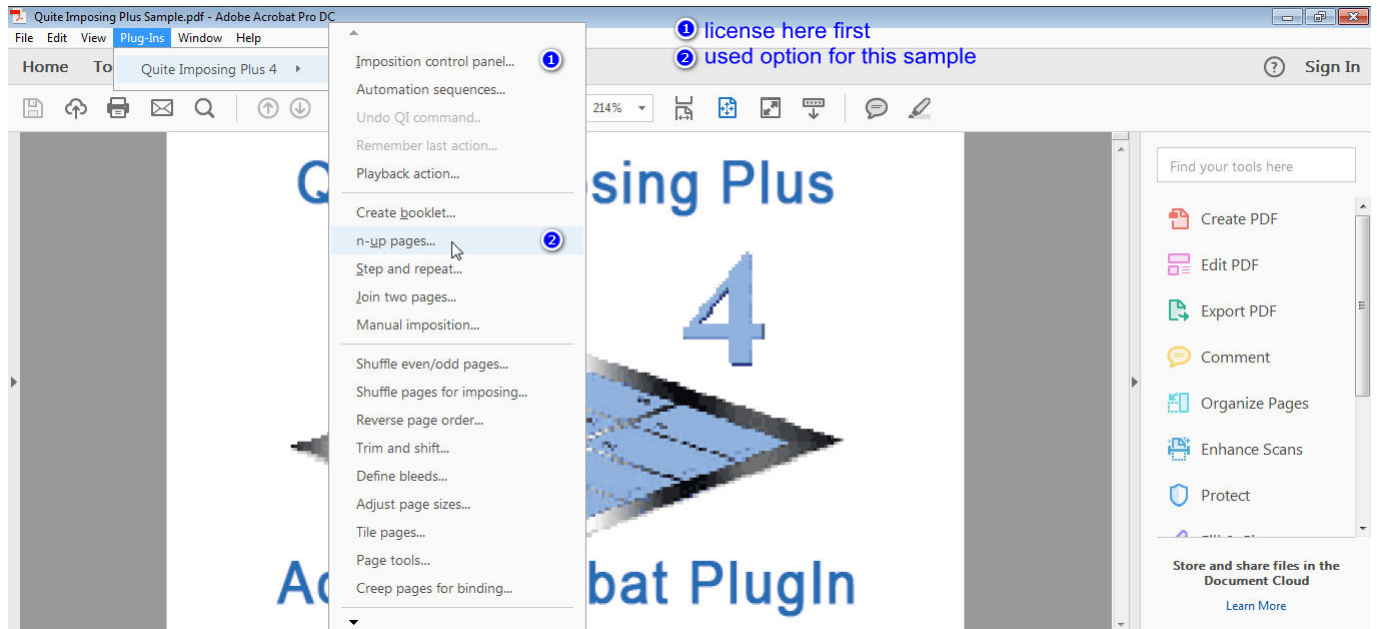 Quite Imposing Plus Sample.pdf - Adobe Acrobat Pro DC
1 license here first
2 used option for this sample
File Edit View Plug-Ins Window Help
Home To
Quite Imposing Plus 4
? Sign In
214%
Imposition control panel... 1
Automation sequences...
Undo QI command..
Remember last action...
Playback action...
Create booklet...
n-up pages... 2
Step and repeat...
Join two pages...
Manual imposition...
Shuffle even/odd pages...
Shuffle pages for imposing...
Reverse page order...
Trim and shift...
Define bleeds...
Adjust page sizes...
Tile pages...
Page tools...
Creep pages for binding...
Q sing Plus
4
Ac bat PlugIn
Find your tools here
Create PDF
Edit PDF
Export PDF
Comment
Organize Pages
Enhance Scans
Protect
Store and share files in the
Document Cloud
Learn More